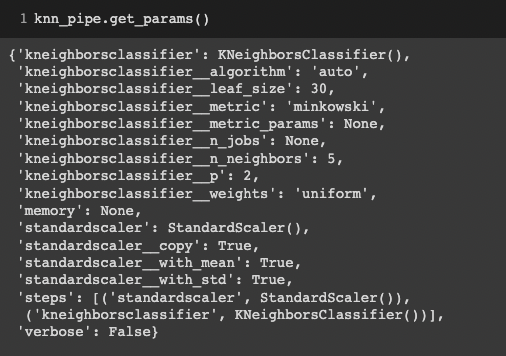 1 knn_pipe.get_params()
{'kneighborsclassifier': KNeighborsClassifier(),
 'kneighborsclassifier__algorithm': 'auto',
 'kneighborsclassifier__leaf_size': 30,
 'kneighborsclassifier__metric': 'minkowski',
 'kneighborsclassifier__metric_params': None,
 'kneighborsclassifier__n_jobs': None,
 'kneighborsclassifier__n_neighbors': 5,
 'kneighborsclassifier__p': 2,
 'kneighborsclassifier__weights': 'uniform',
 'memory': None,
 'standardscaler': StandardScaler(),
 'standardscaler__copy': True,
 'standardscaler__with_mean': True,
 'standardscaler__with_std': True,
 'steps': [('standardscaler', StandardScaler()),
  ('kneighborsclassifier', KNeighborsClassifier())],
 'verbose': False}